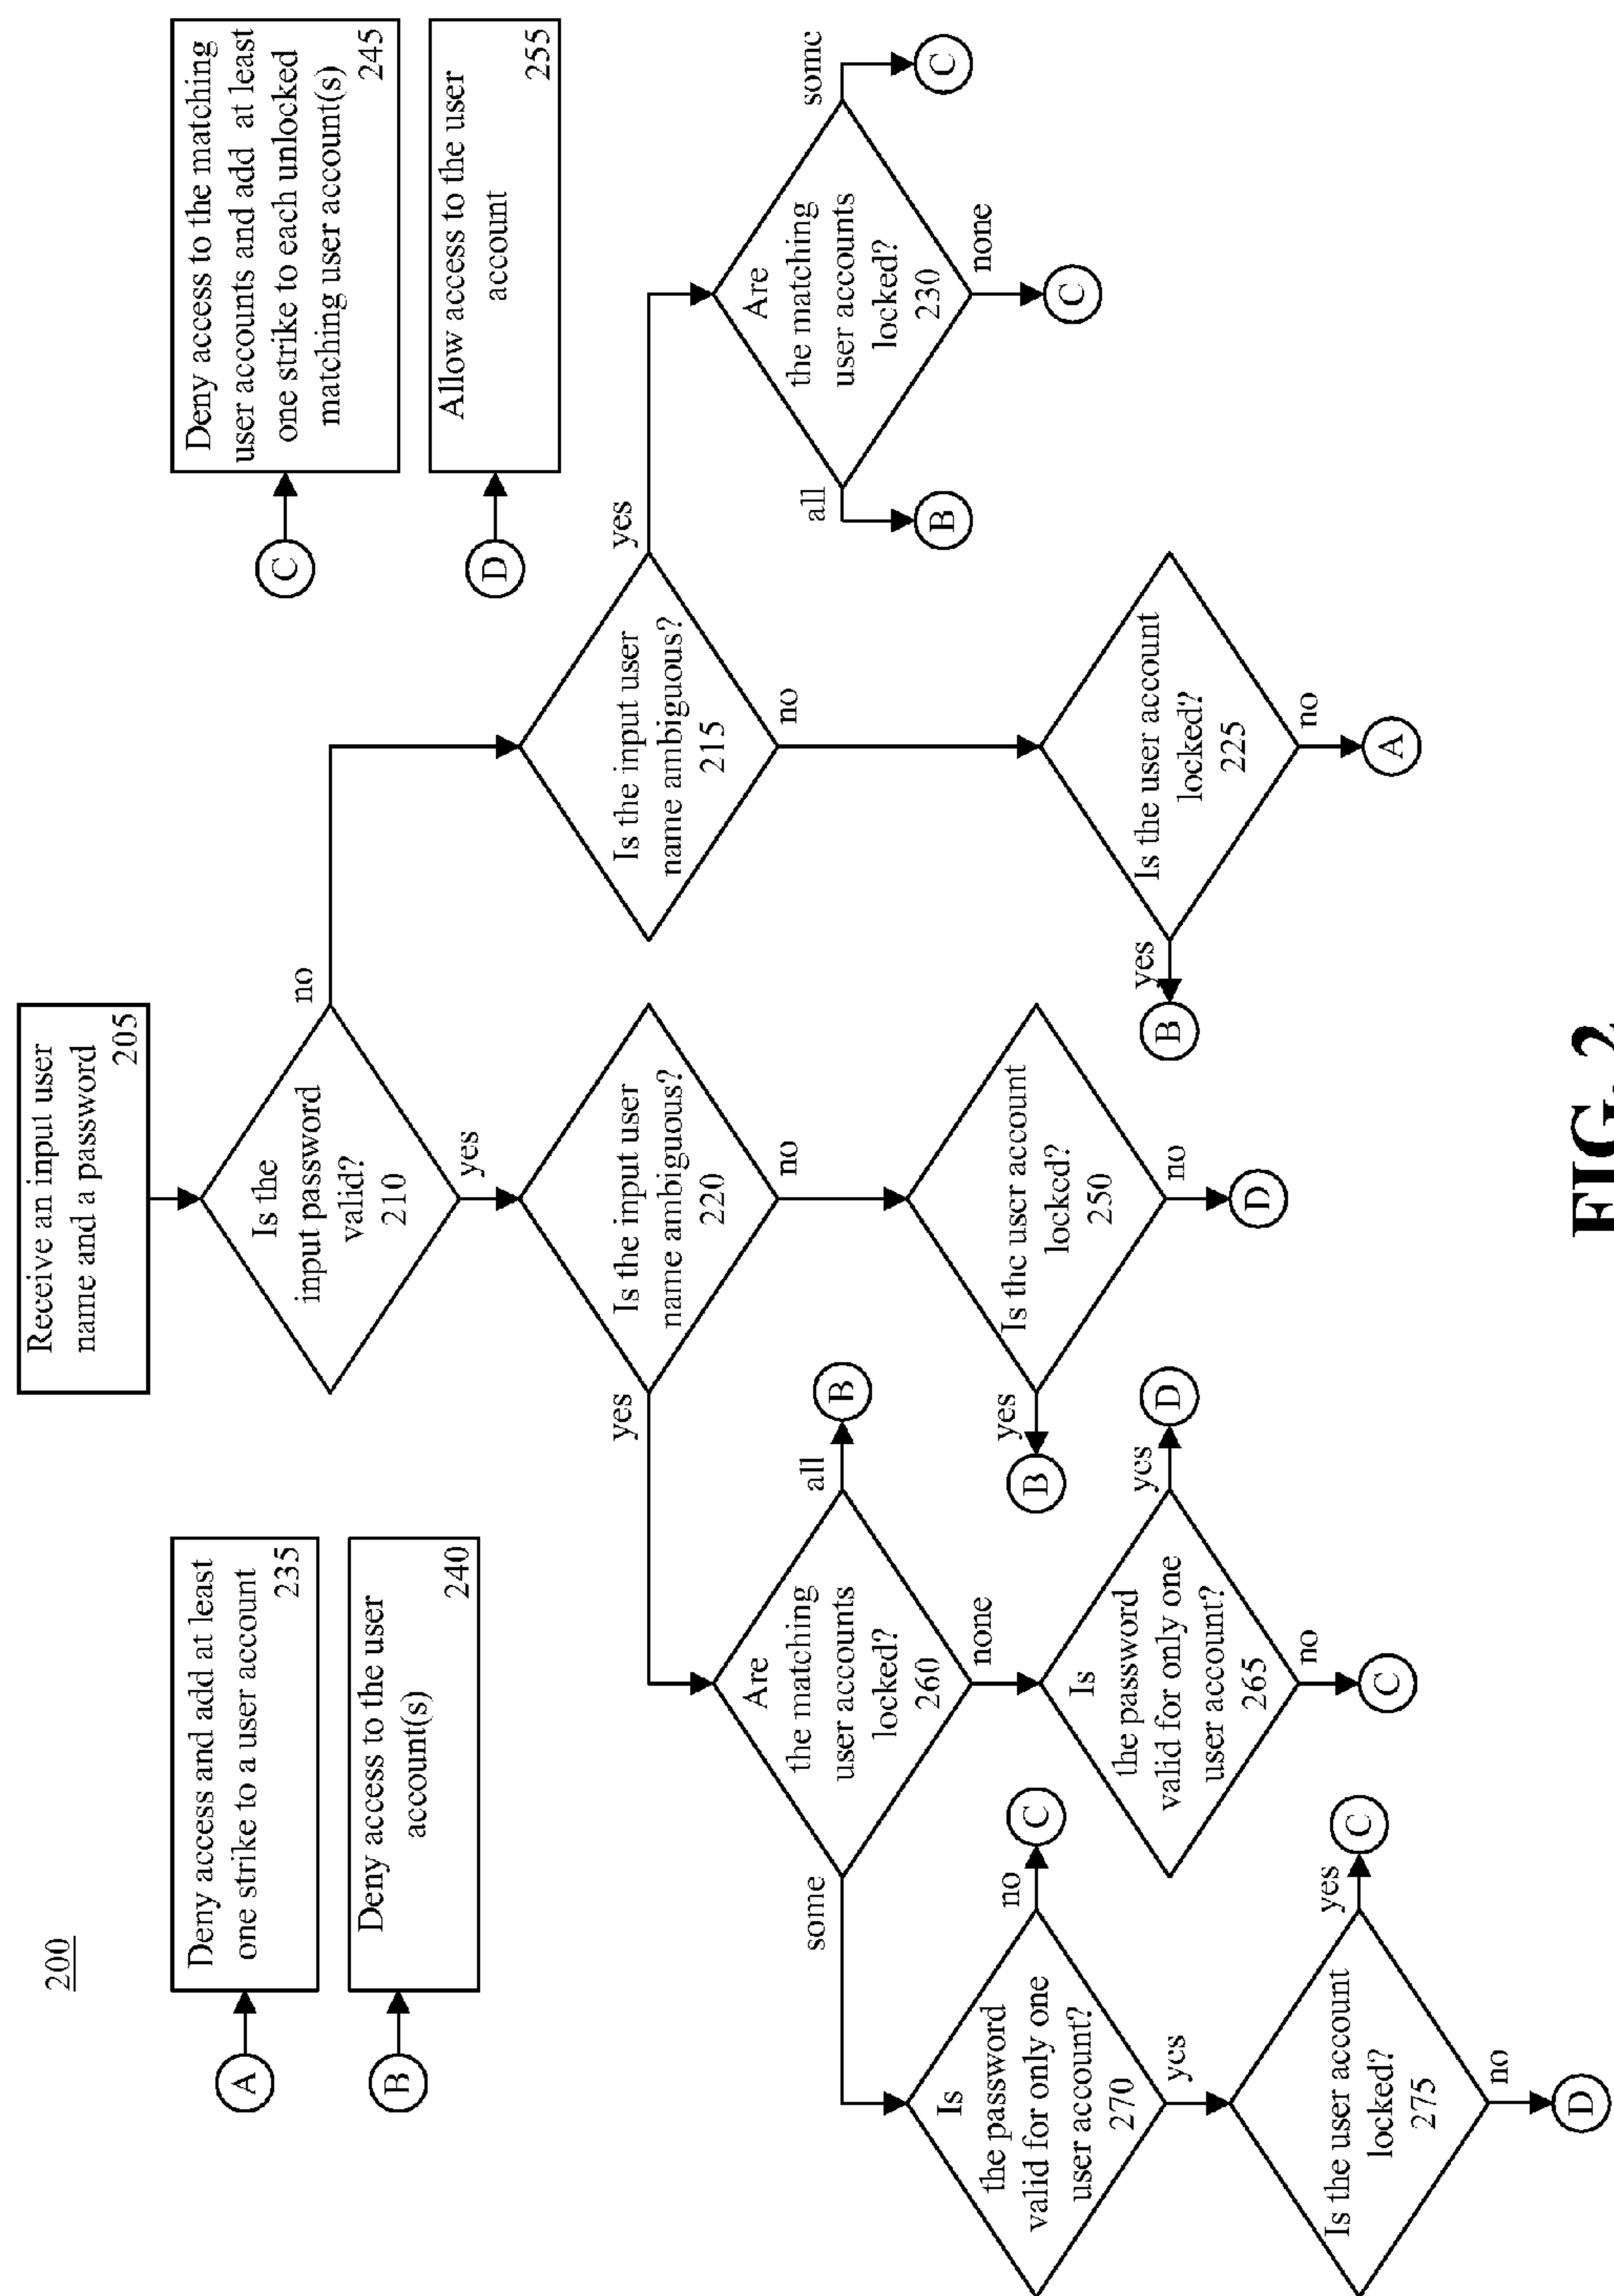 200
Receive an input user
name and a password
205
A
Deny access and add at least
one strike to a user account
235
B
Deny access to the user
account(s)
240
C
Deny access to the matching
user accounts and add at least
one strike to each unlocked
matching user account(s)
245
D
Allow access to the user
account
255
Is the
input password
valid?
210
no
yes
Is the input user
name ambiguous?
220
yes
no
Is the input user
name ambiguous?
215
yes
no
Are
the matching
user accounts
locked?
260
some
all
B
none
Are
the matching
user accounts
locked?
230
all
B
some
C
none
C
Is
the password
valid for only one
user account?
270
no
C
yes
Is
the password
valid for only one
user account?
265
yes
D
no
C
Is the user account
locked?
250
yes
B
no
D
Is the user account
locked?
225
yes
B
no
A
Is the user account
locked?
275
yes
C
no
D
FIG. 2